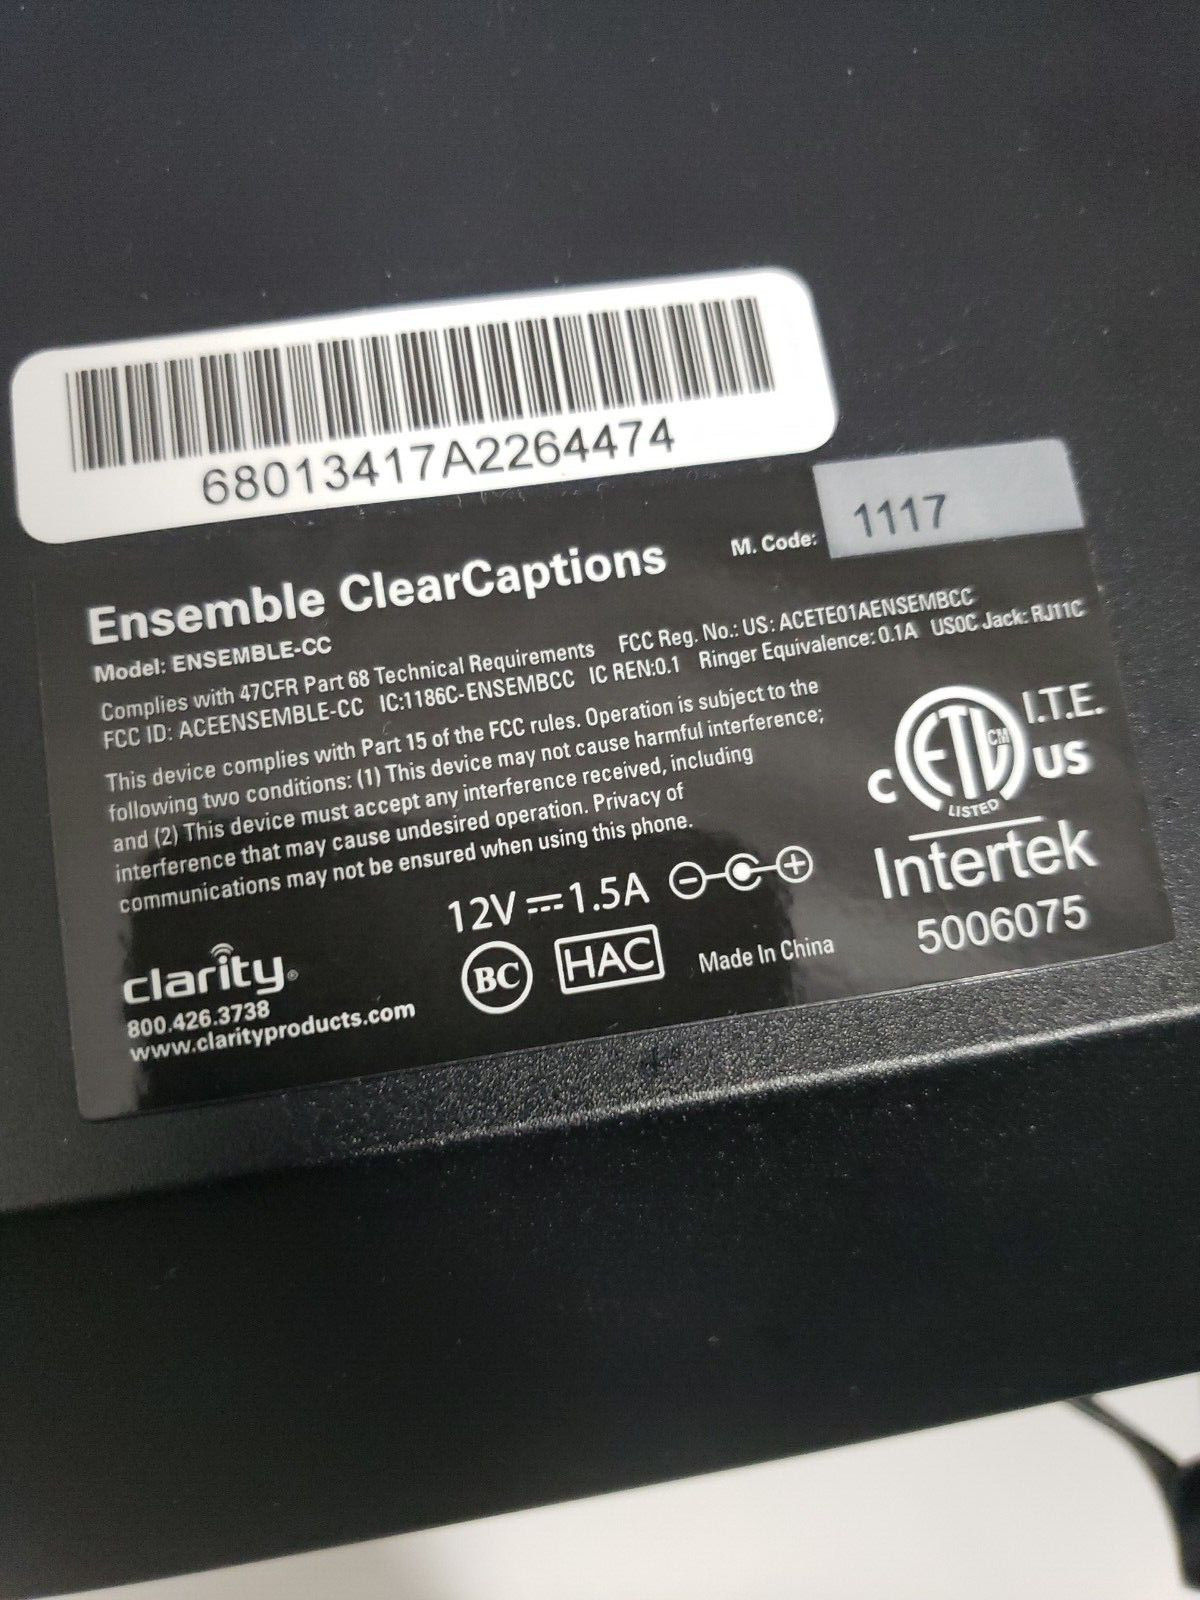 68013417A2264474
Ensemble ClearCaptions
M. Code: 1117
Model: ENSEMBLE-CC
Complies with 47CFR Part 68 Technical Requirements FCC Reg. No.: US: ACETE01AENSEMBCC
FCC ID: ACEENSEMBLE-CC IC:1186C-ENSEMBCC IC REN:0.1 Ringer Equivalence: 0.1A USOC Jack: RJ11C
This device complies with Part 15 of the FCC rules. Operation is subject to the
following two conditions: (1) This device may not cause harmful interference;
and (2) This device must accept any interference received, including
interference that may cause undesired operation. Privacy of
communications may not be ensured when using this phone.
C ETL CM LISTED US I.T.E.
Intertek
5006075
12V ⎓ 1.5A
BC HAC Made In China
clarity®
800.426.3738
www.clarityproducts.com